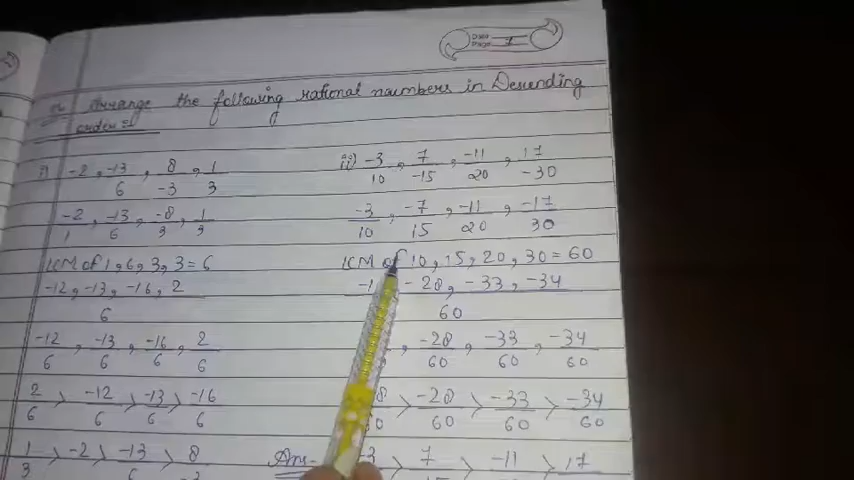 DATE
PAGE
Arrange the following rational naumbers in Descending
order :-
i) -2, -13/6, 8/-3, 1/3
-2/1, -13/6, -8/3, 1/3
LCM of 1, 6, 3, 3 = 6
-12, -13, -16, 2
6
-12/6, -13/6, -16/6, 2/6
2/6 > -12/6 > -13/6 > -16/6
1/3 > -2 > -13/6 > 8
ii) -3/10, 7/-15, -11/20, 17/-30
-3/10, -7/15, -11/20, -17/30
LCM of 10, 15, 20, 30 = 60
-28, -33, -34
60
, -28/60, -33/60, -34/60
> -28/60 > -33/60 > -34/60
Ans- -3 > 7 > -11 > 17